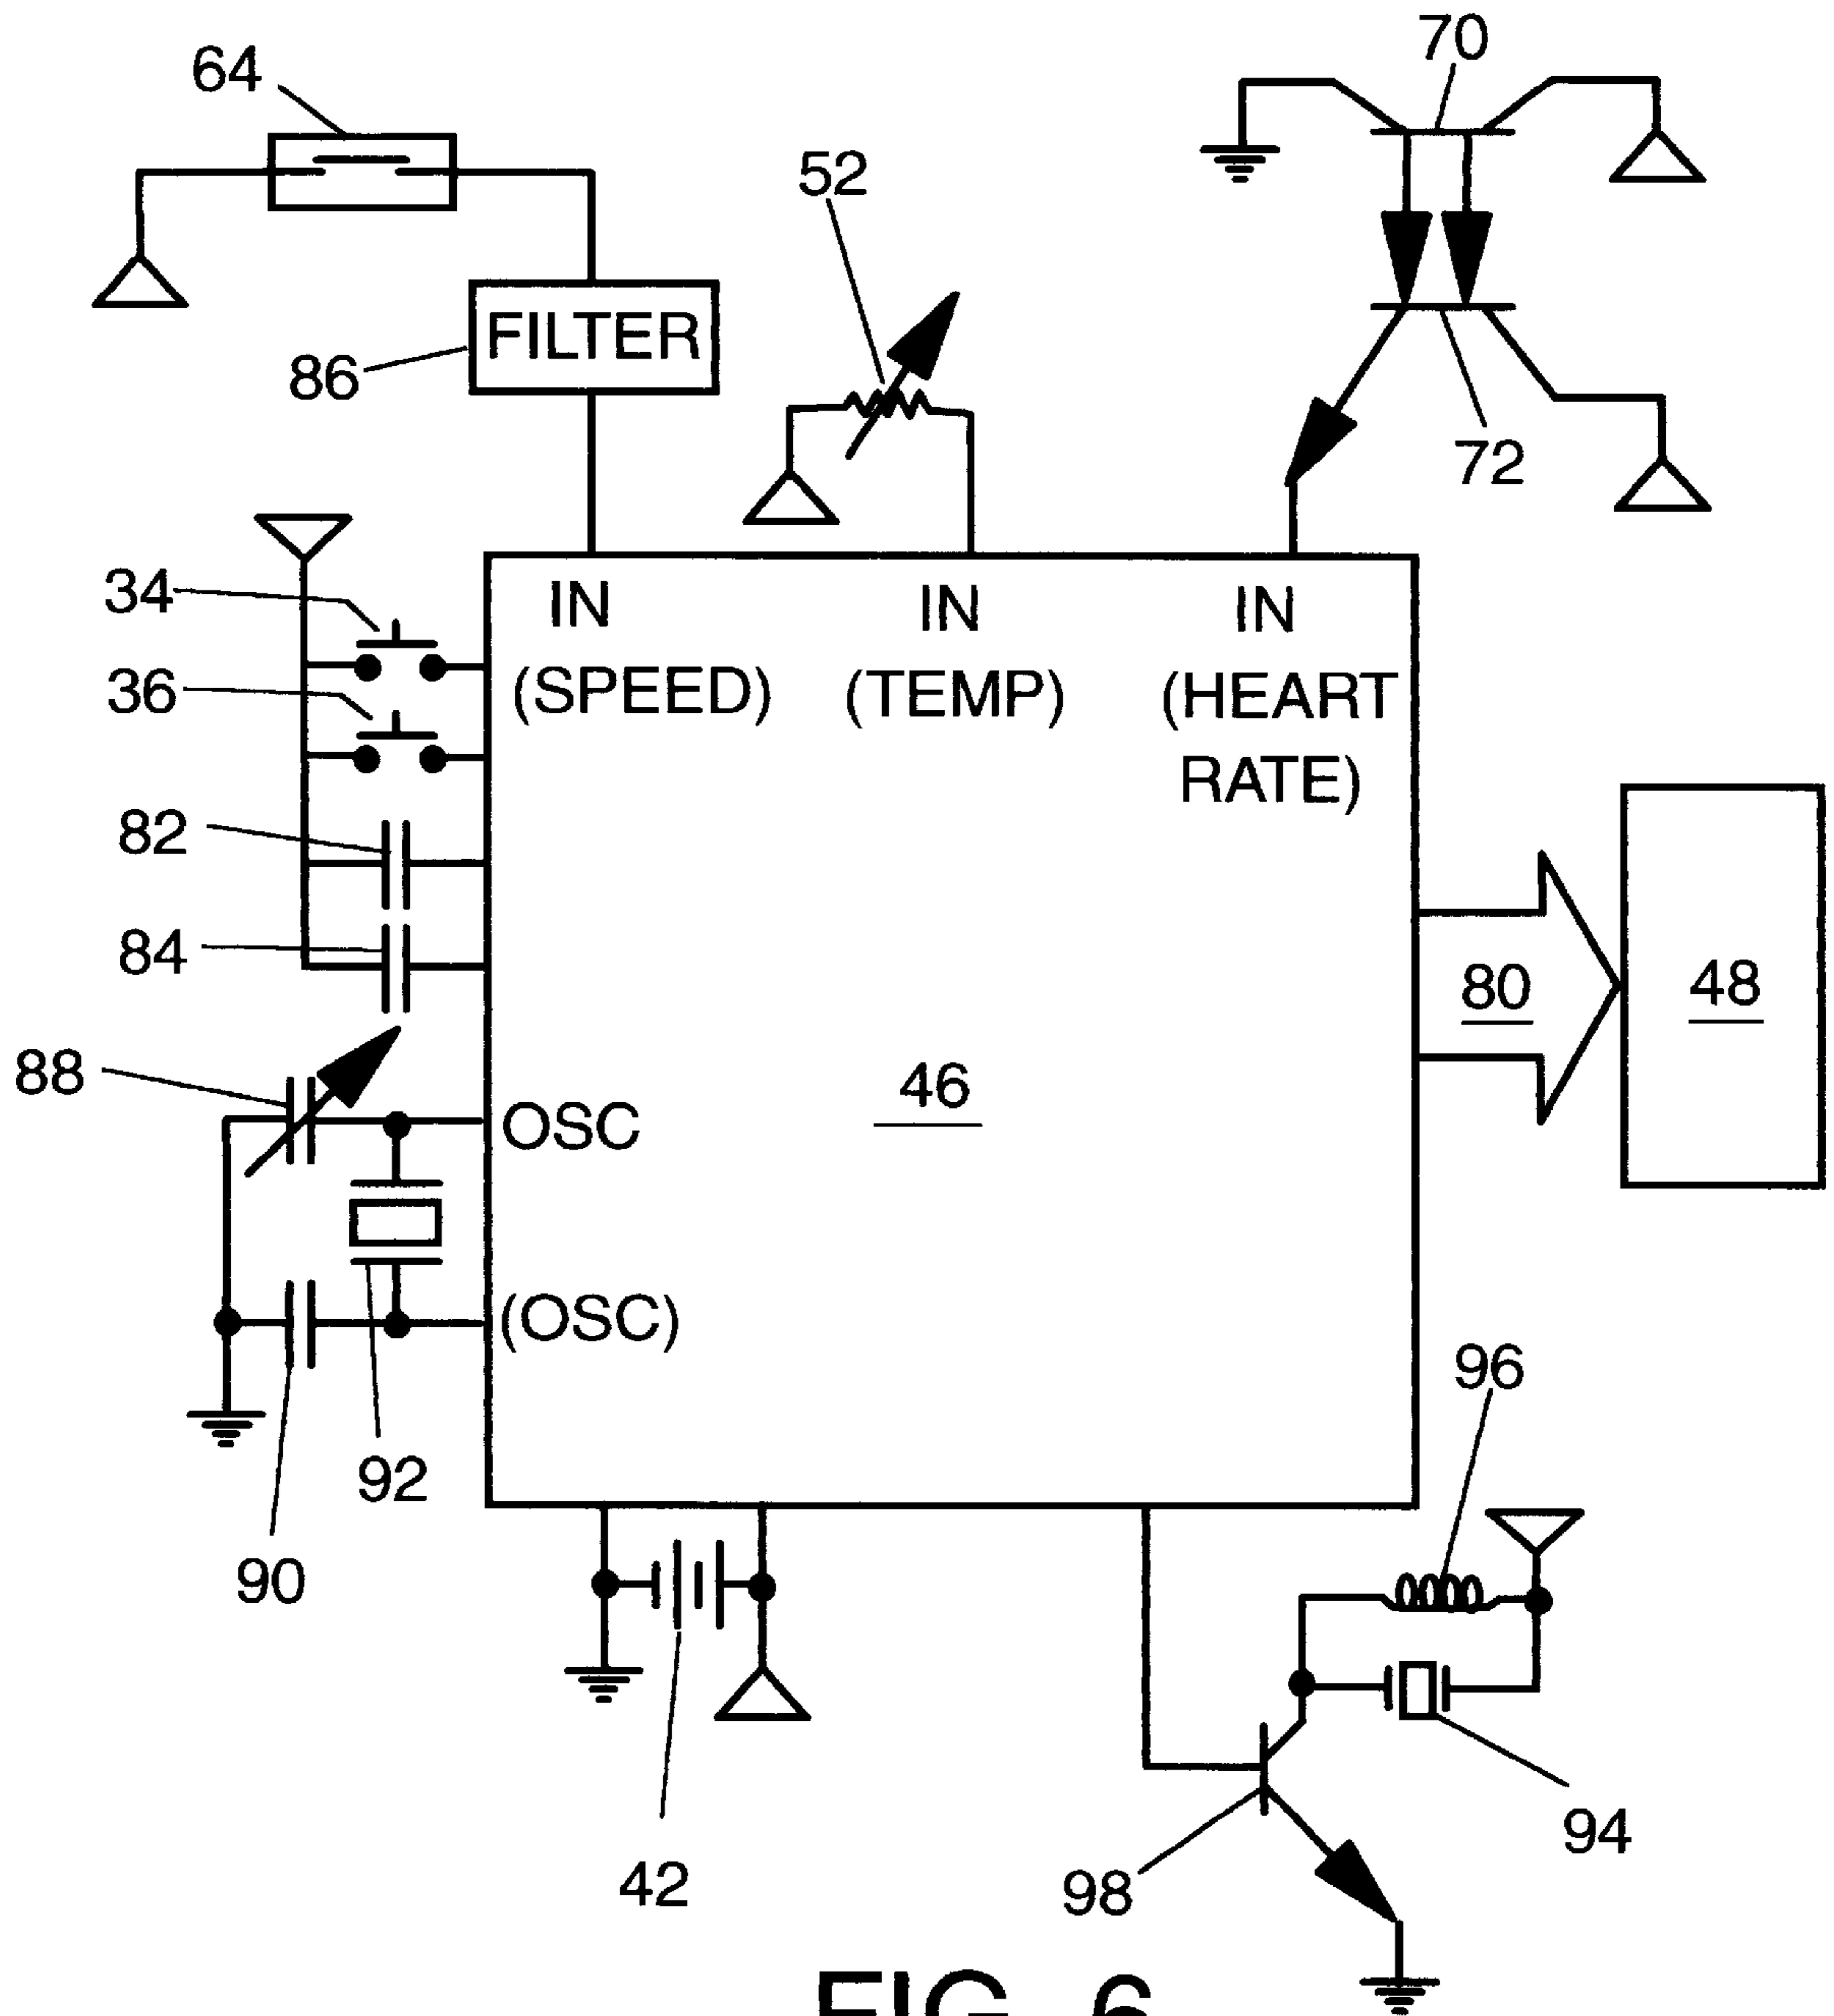 70
64
52
FILTER
86
72
34
IN
IN
IN
36
(SPEED)
(TEMP)
(HEART
RATE)
82
84
80
48
88
46
OSC
(OSC)
96
92
90
94
42
98
FIG. 6